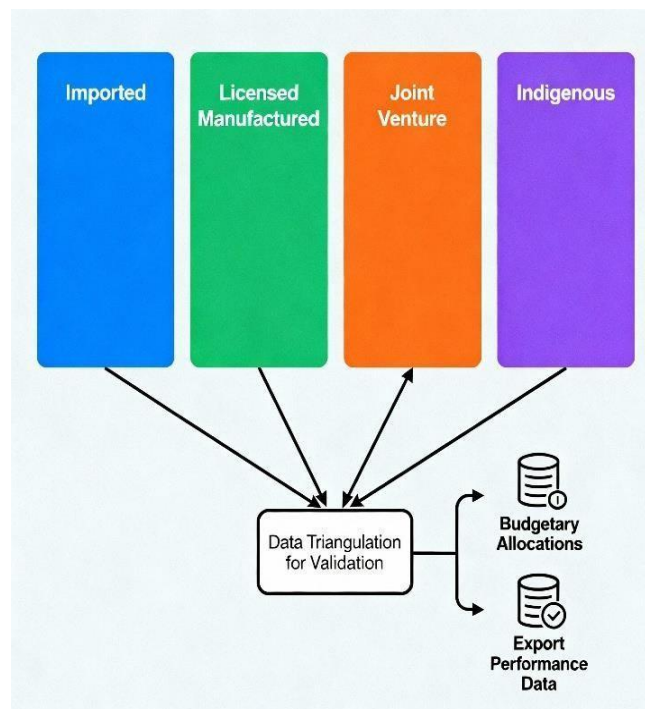 Imported
Licensed
Manufactured
Joint
Venture
Indigenous
Data Triangulation
for Validation
Budgetary
Allocations
Export
Performance
Data